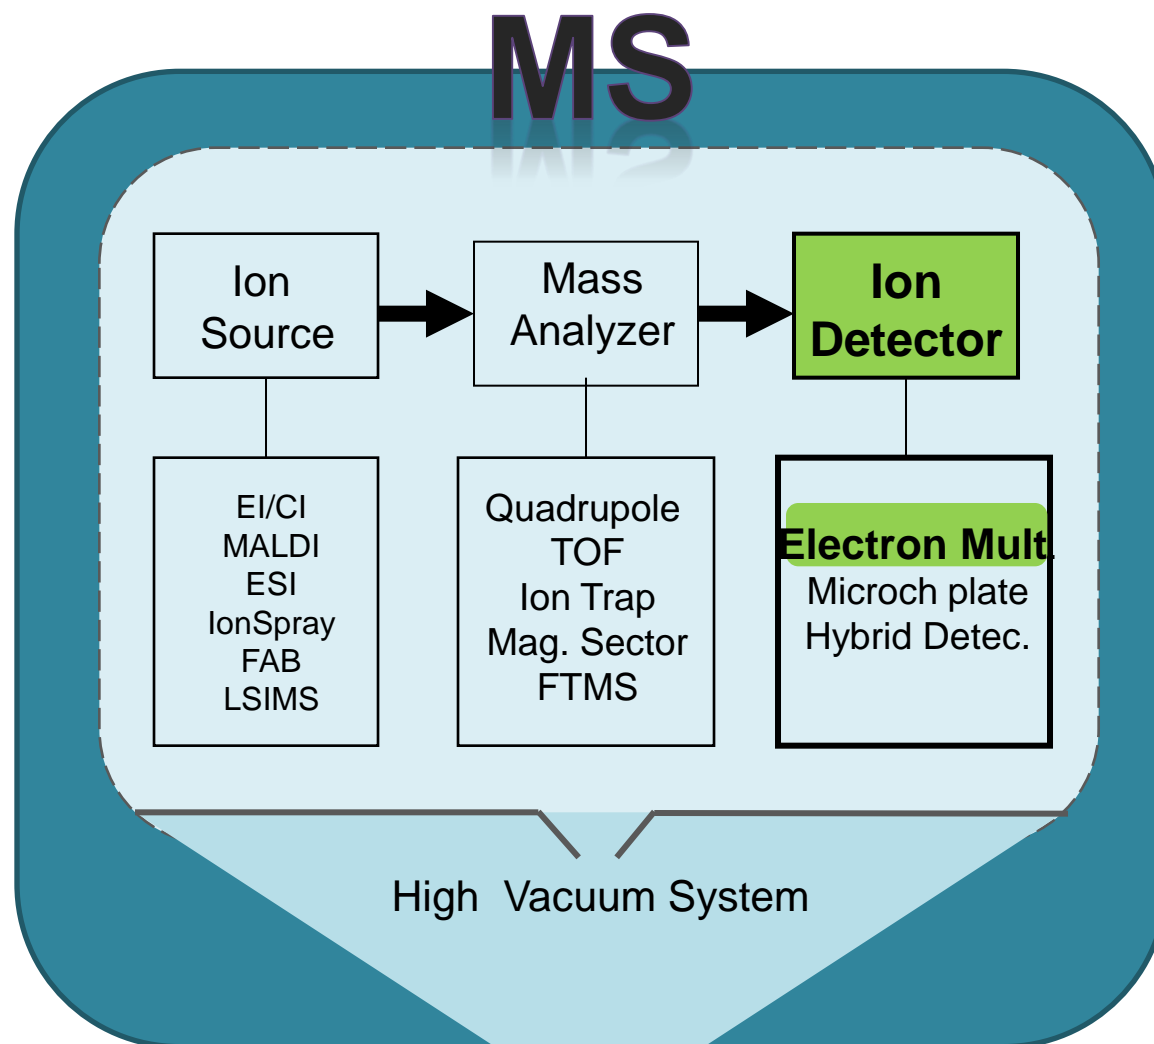 MS
Ion
Source
Mass
Analyzer
Ion
Detector
EI/CI
MALDI
ESI
IonSpray
FAB
LSIMS
Quadrupole
TOF
Ion Trap
Mag. Sector
FTMS
Electron Mult.
Microch plate
Hybrid Detec.
High Vacuum System